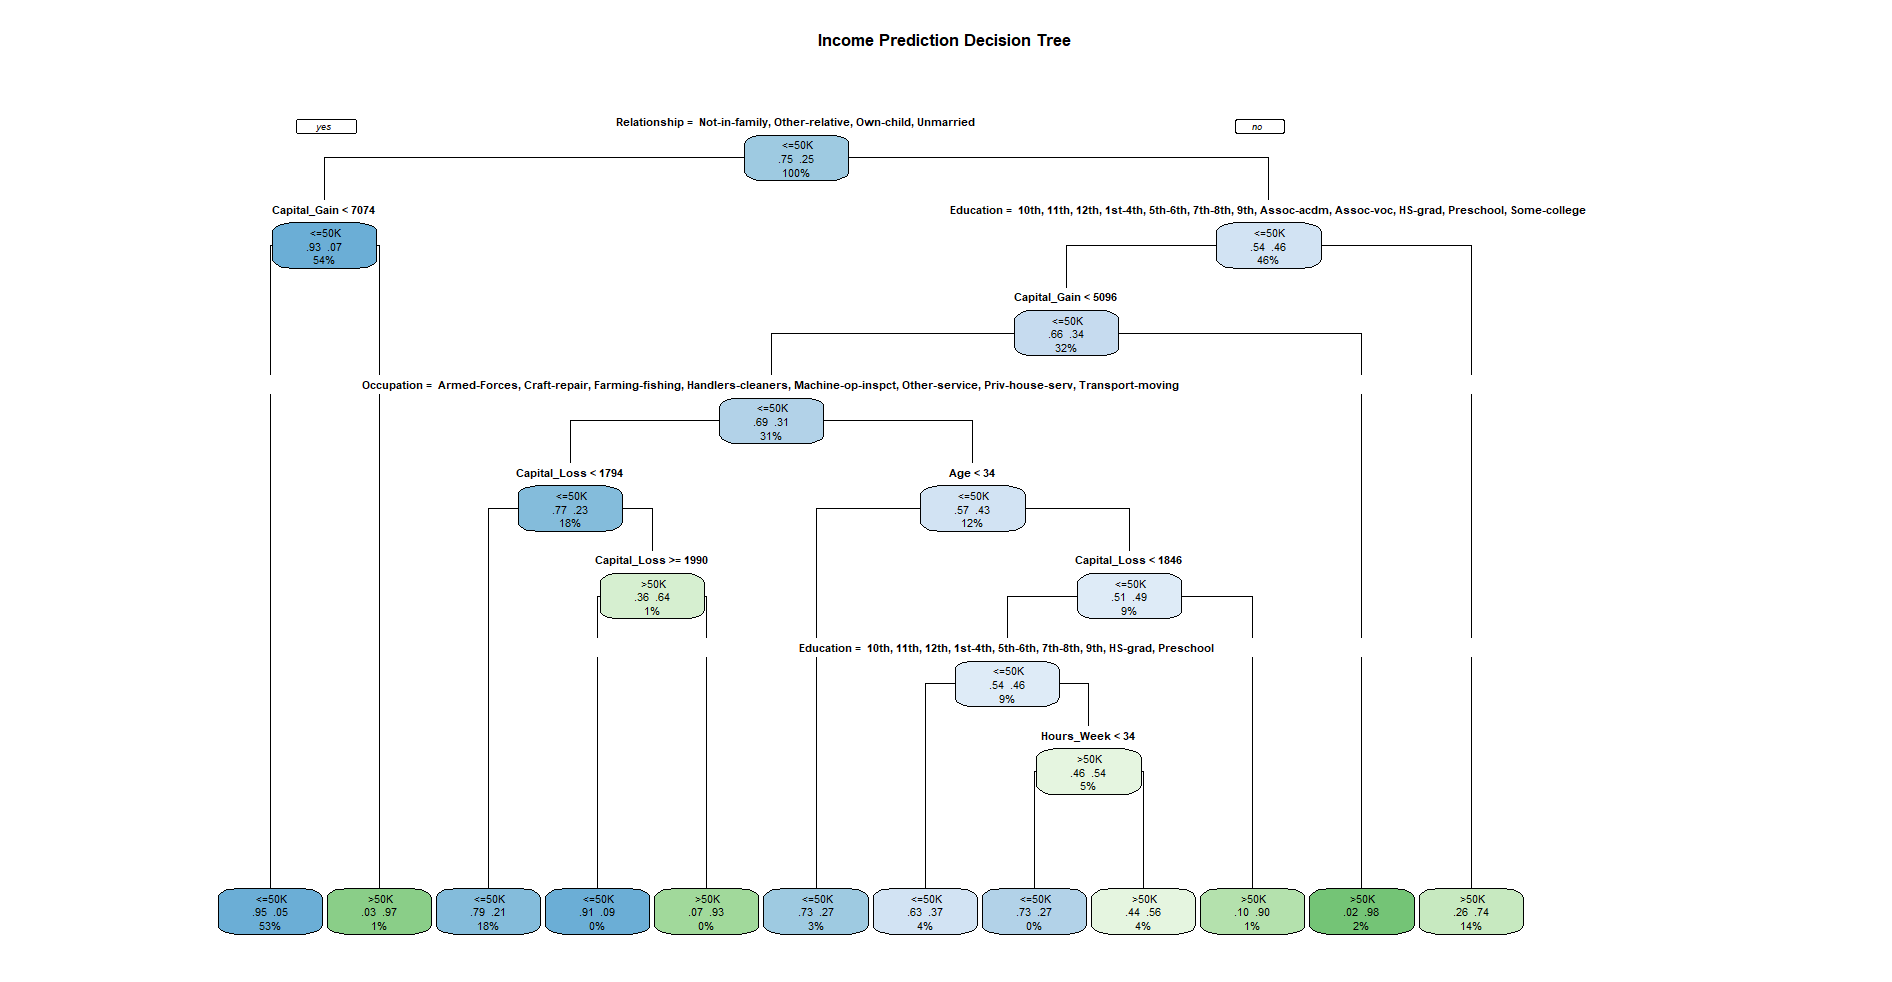 Income Prediction Decision Tree
Relationship = Not-in-family, Other-relative, Own-child, Unmarried
yes
no
<=50K
.75 .25
100%
Capital_Gain < 7074
Education = 10th, 11th, 12th, 1st-4th, 5th-6th, 7th-8th, 9th, Assoc-acdm, Assoc-voc, HS-grad, Preschool, Some-college
<=50K
.93 .07
54%
<=50K
.54 .46
46%
Capital_Gain < 5096
<=50K
.66 .34
32%
Occupation = Armed-Forces, Craft-repair, Farming-fishing, Handlers-cleaners, Machine-op-inspct, Other-service, Priv-house-serv, Transport-moving
<=50K
.69 .31
31%
Capital_Loss < 1794
Age < 34
<=50K
.77 .23
18%
<=50K
.57 .43
12%
Capital_Loss >= 1990
Capital_Loss < 1846
>50K
.36 .64
1%
<=50K
.51 .49
9%
Education = 10th, 11th, 12th, 1st-4th, 5th-6th, 7th-8th, 9th, HS-grad, Preschool
<=50K
.54 .46
9%
Hours_Week < 34
>50K
.46 .54
5%
<=50K
.95 .05
53%
>50K
.03 .97
1%
<=50K
.79 .21
18%
<=50K
.91 .09
0%
>50K
.07 .93
0%
<=50K
.73 .27
3%
<=50K
.63 .37
4%
<=50K
.73 .27
0%
>50K
.44 .56
4%
>50K
.10 .90
1%
>50K
.02 .98
2%
>50K
.26 .74
14%